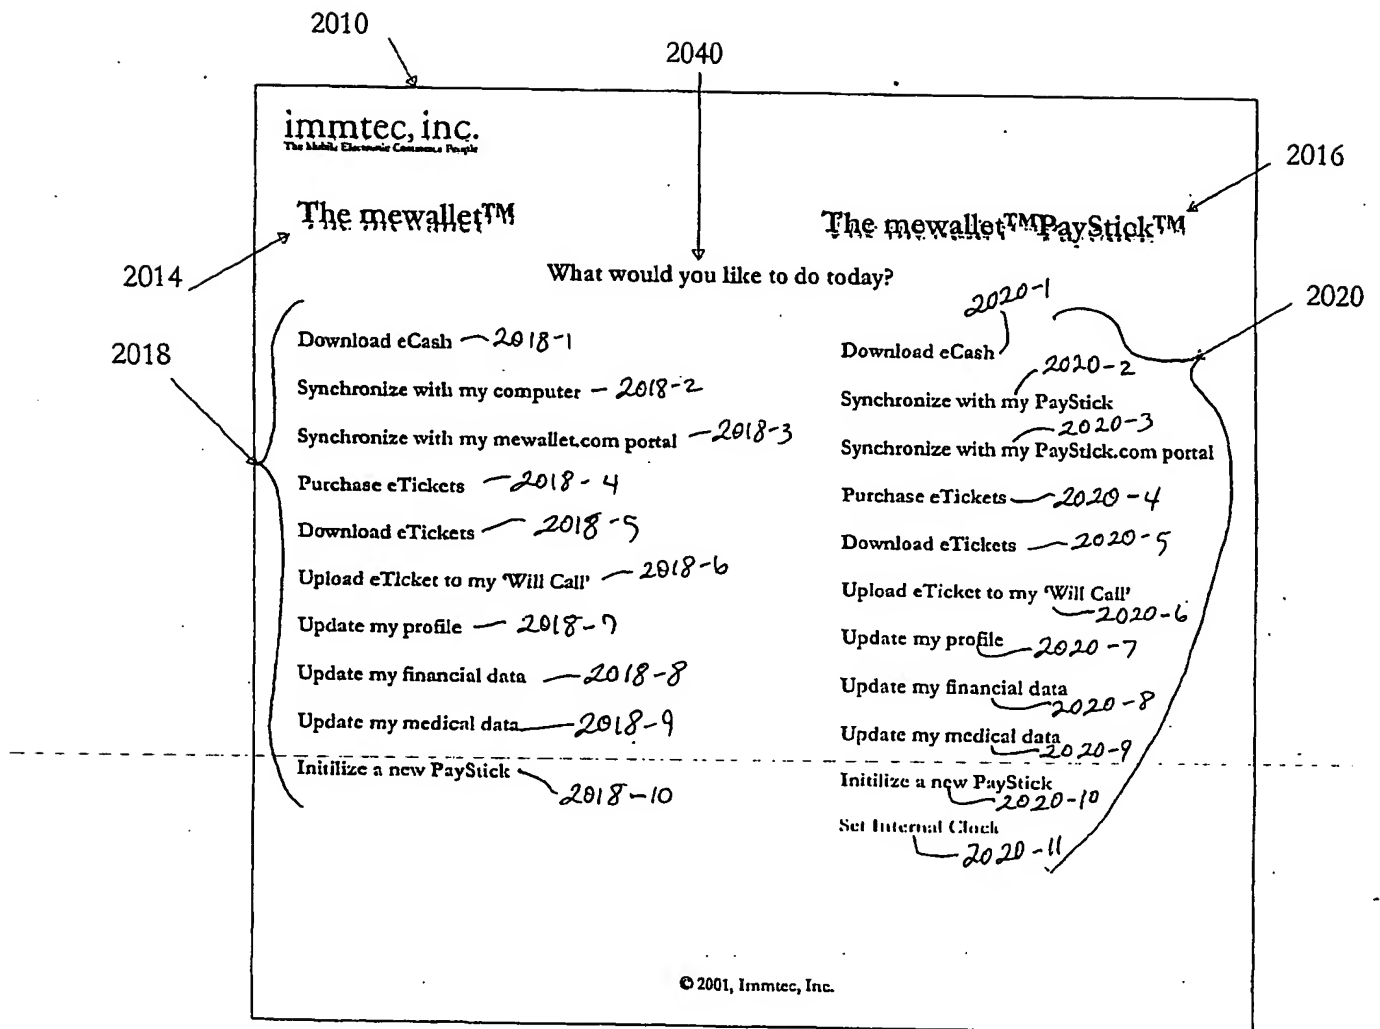 2010
2040
immtec, inc.
The Mobile Electronic Commerce People
2016
The mewallet™
The mewallet™PayStick™
2014
What would you like to do today?
2020-1
2020
2018
Download eCash 2018-1
Synchronize with my computer 2018-2
Synchronize with my mewallet.com portal 2018-3
Purchase eTickets 2018-4
Download eTickets 2018-5
Upload eTicket to my 'Will Call' 2018-6
Update my profile 2018-7
Update my financial data 2018-8
Update my medical data 2018-9
Initilize a new PayStick
2018-10
Download eCash
2020-2
Synchronize with my PayStick
2020-3
Synchronize with my PayStick.com portal
Purchase eTickets 2020-4
Download eTickets 2020-5
Upload eTicket to my 'Will Call'
2020-6
Update my profile 2020-7
Update my financial data
2020-8
Update my medical data
2020-9
Initilize a new PayStick
2020-10
Set Internal Clock
2020-11
© 2001, Immtec, Inc.